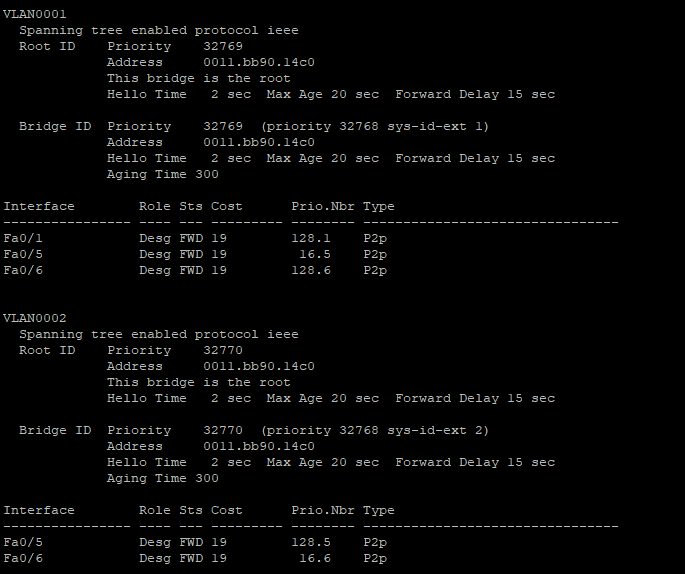 VLAN0001
  Spanning tree enabled protocol ieee
  Root ID    Priority    32769
             Address     0011.bb90.14c0
             This bridge is the root
             Hello Time   2 sec  Max Age 20 sec  Forward Delay 15 sec

  Bridge ID  Priority    32769  (priority 32768 sys-id-ext 1)
             Address     0011.bb90.14c0
             Hello Time   2 sec  Max Age 20 sec  Forward Delay 15 sec
             Aging Time 300

Interface        Role Sts Cost      Prio.Nbr Type
---------------- ---- --- --------- -------- --------------------------------
Fa0/1            Desg FWD 19        128.1    P2p
Fa0/5            Desg FWD 19         16.5    P2p
Fa0/6            Desg FWD 19        128.6    P2p


VLAN0002
  Spanning tree enabled protocol ieee
  Root ID    Priority    32770
             Address     0011.bb90.14c0
             This bridge is the root
             Hello Time   2 sec  Max Age 20 sec  Forward Delay 15 sec

  Bridge ID  Priority    32770  (priority 32768 sys-id-ext 2)
             Address     0011.bb90.14c0
             Hello Time   2 sec  Max Age 20 sec  Forward Delay 15 sec
             Aging Time 300

Interface        Role Sts Cost      Prio.Nbr Type
---------------- ---- --- --------- -------- --------------------------------
Fa0/5            Desg FWD 19        128.5    P2p
Fa0/6            Desg FWD 19         16.6    P2p